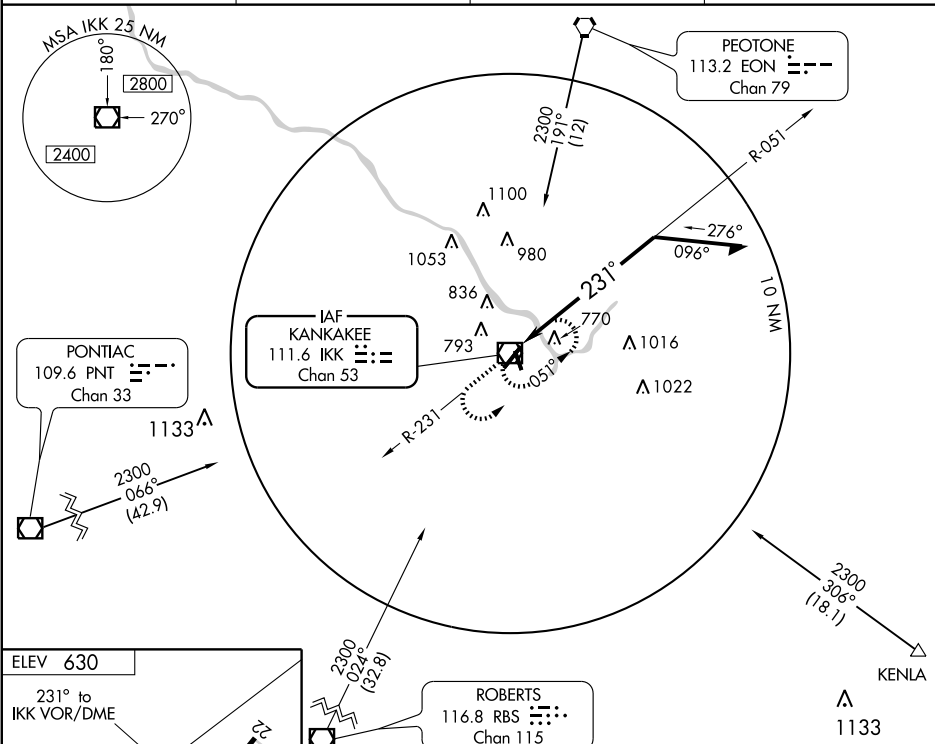 MSA IKK 25 NM
180°
2800
270°
2400
PEOTONE
113.2 EON
Chan 79
2300
191°
(12)
R-051
1100
1053
980
276°
096°
231°
10 NM
836
770
793
1016
1022
IAF
KANKAKEE
111.6 IKK
Chan 53
051°
R-231
PONTIAC
109.6 PNT
Chan 33
1133
2300
066°
(42.9)
2300
306°
(18.1)
KENLA
1133
2300
024°
(32.8)
ROBERTS
116.8 RBS
Chan 115
ELEV 630
231° to
IKK VOR/DME
22